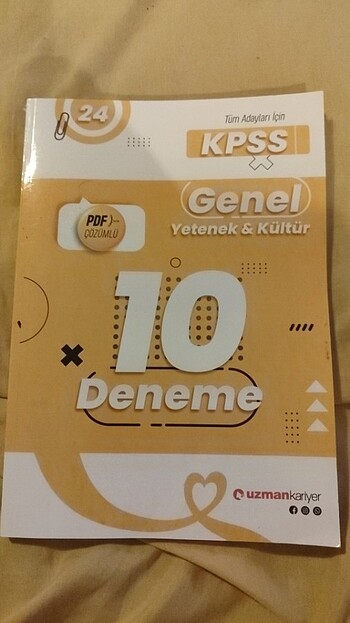 24
Tüm Adayları İçin
KPSS
Genel
Yetenek & Kültür
PDF
ÇÖZÜMLÜ
10
Deneme
uzmankariyer